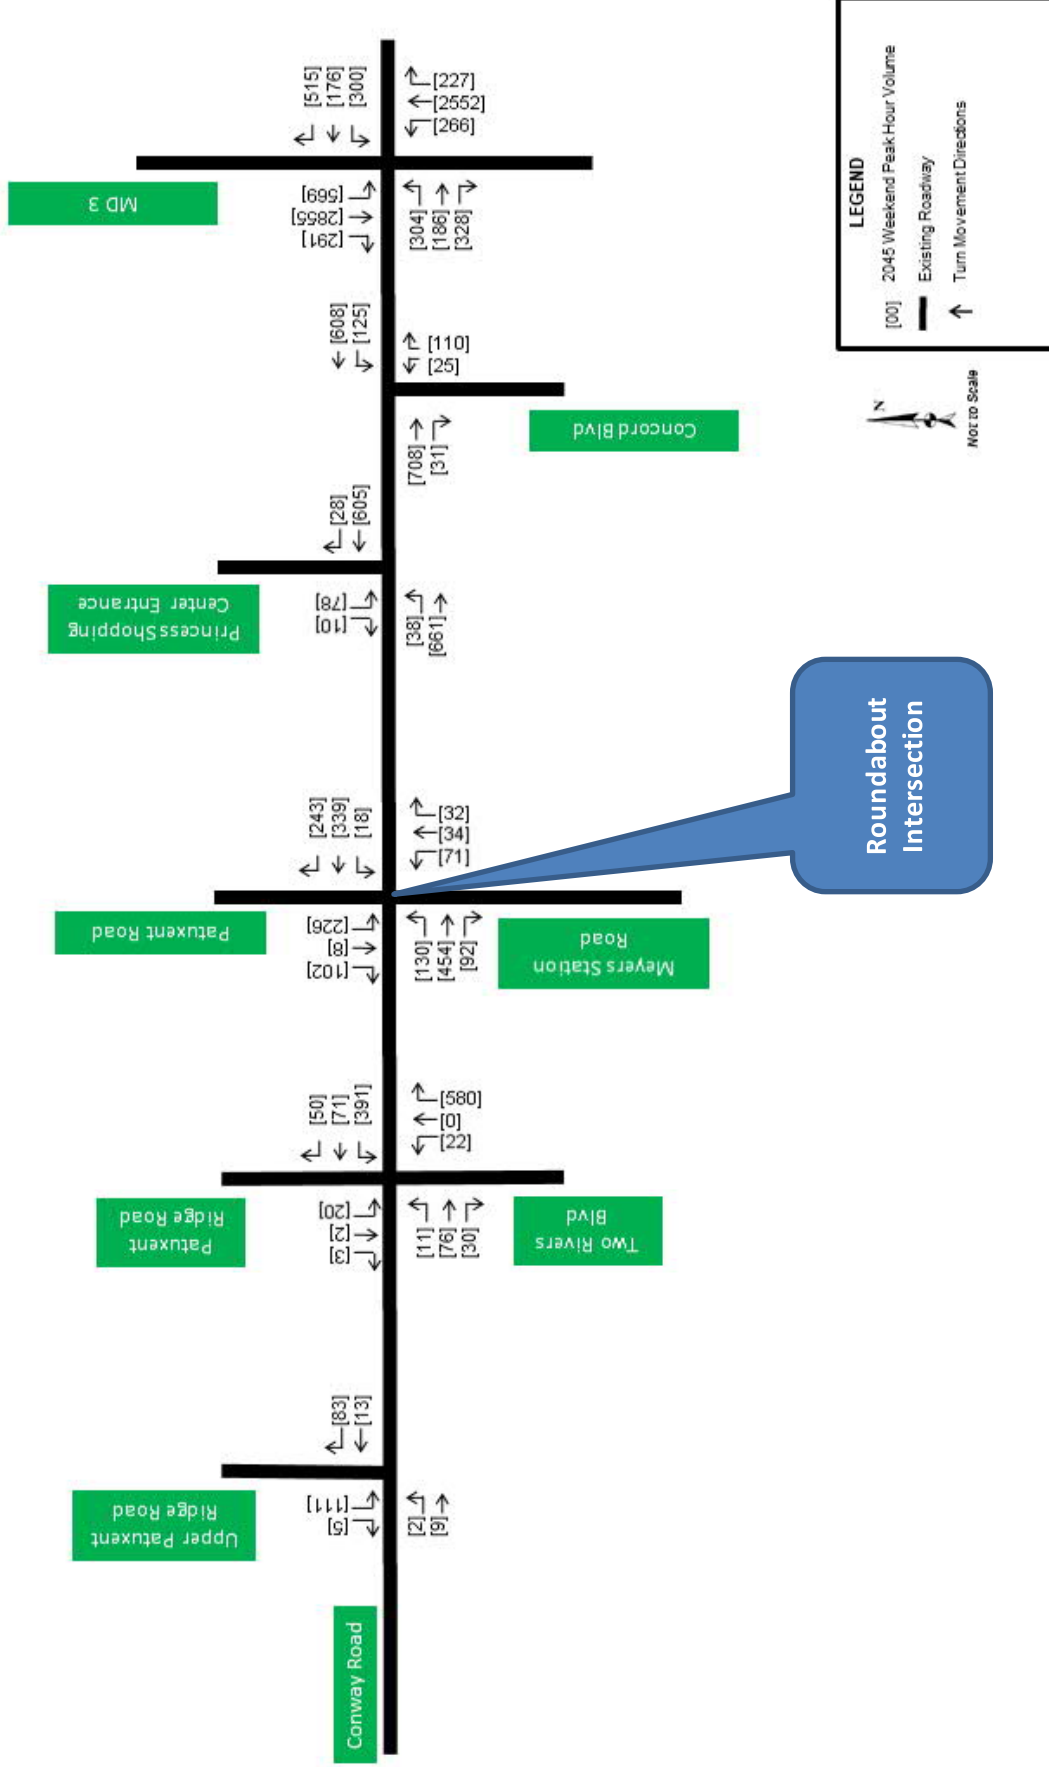 MD 3
[515]
[176]
[300]
[569]
[2855]
[291]
[227]
[2552]
[266]
[304]
[186]
[328]
[608]
[125]
[110]
[25]
[708]
[31]
Concord Blvd
[28]
[605]
Princess Shopping
Center Entrance
[78]
[10]
[38]
[661]
[243]
[339]
[18]
[32]
[34]
[71]
Patuxent Road
[226]
[8]
[102]
[130]
[454]
[92]
Meyers Station
Road
Roundabout
Intersection
[50]
[71]
[391]
[580]
[0]
[22]
Patuxent
Ridge Road
[20]
[2]
[3]
[11]
[76]
[30]
Two Rivers
Blvd
[83]
[13]
Upper Patuxent
Ridge Road
[111]
[5]
[2]
[9]
Conway Road
LEGEND
[00] 2045 Weekend Peak Hour Volume
Existing Roadway
Turn Movement Directions
N
Not to Scale